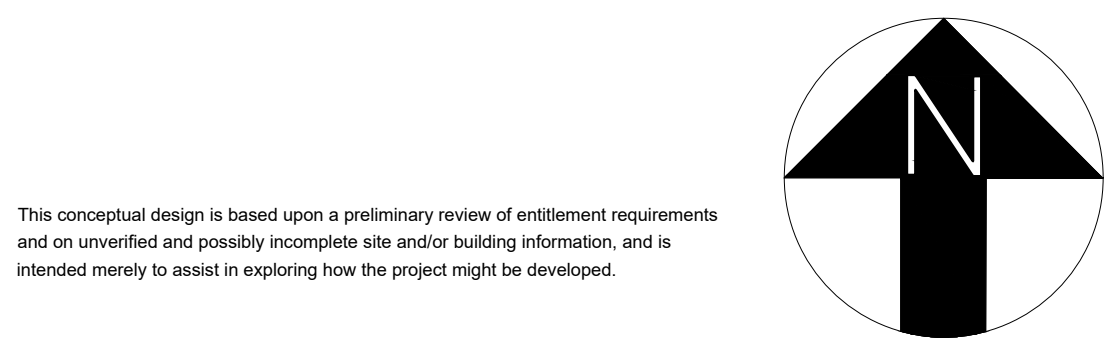 N
This conceptual design is based upon a preliminary review of entitlement requirements
and on unverified and possibly incomplete site and/or building information, and is
intended merely to assist in exploring how the project might be developed.